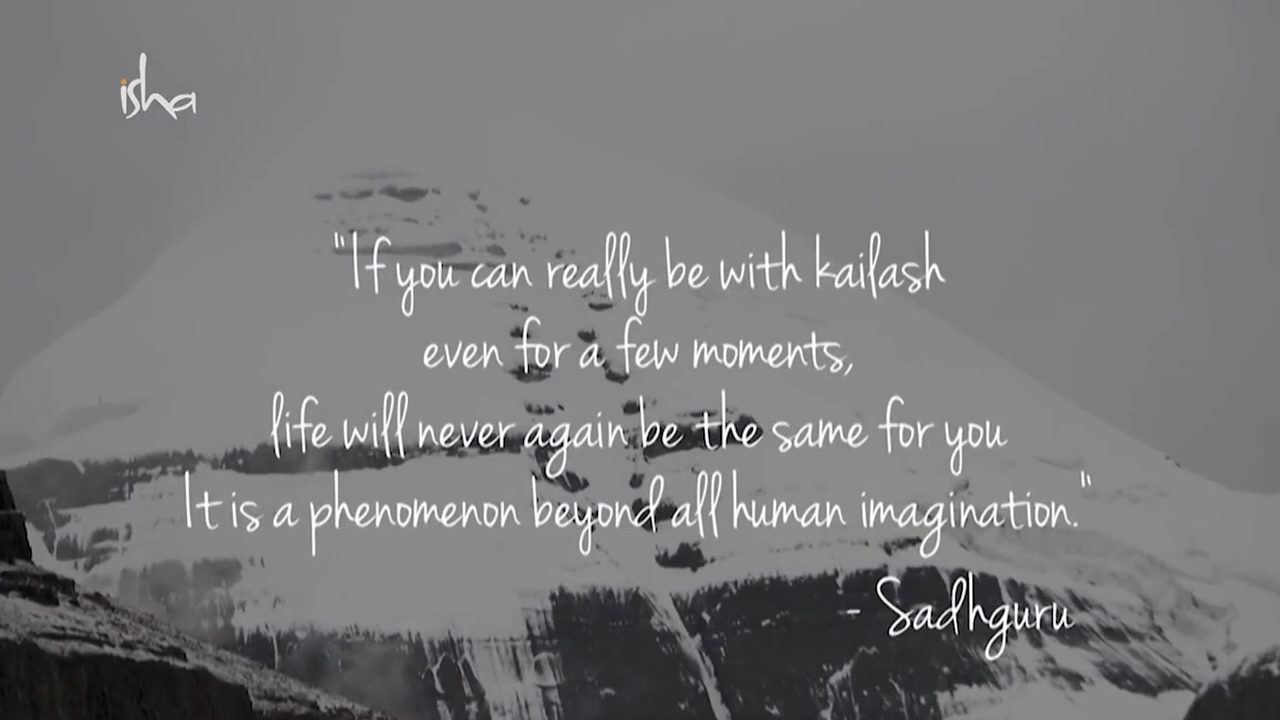 isha
"If you can really be with kailash
even for a few moments,
life will never again be the same for you
It is a phenomenon beyond all human imagination."
- Sadhguru